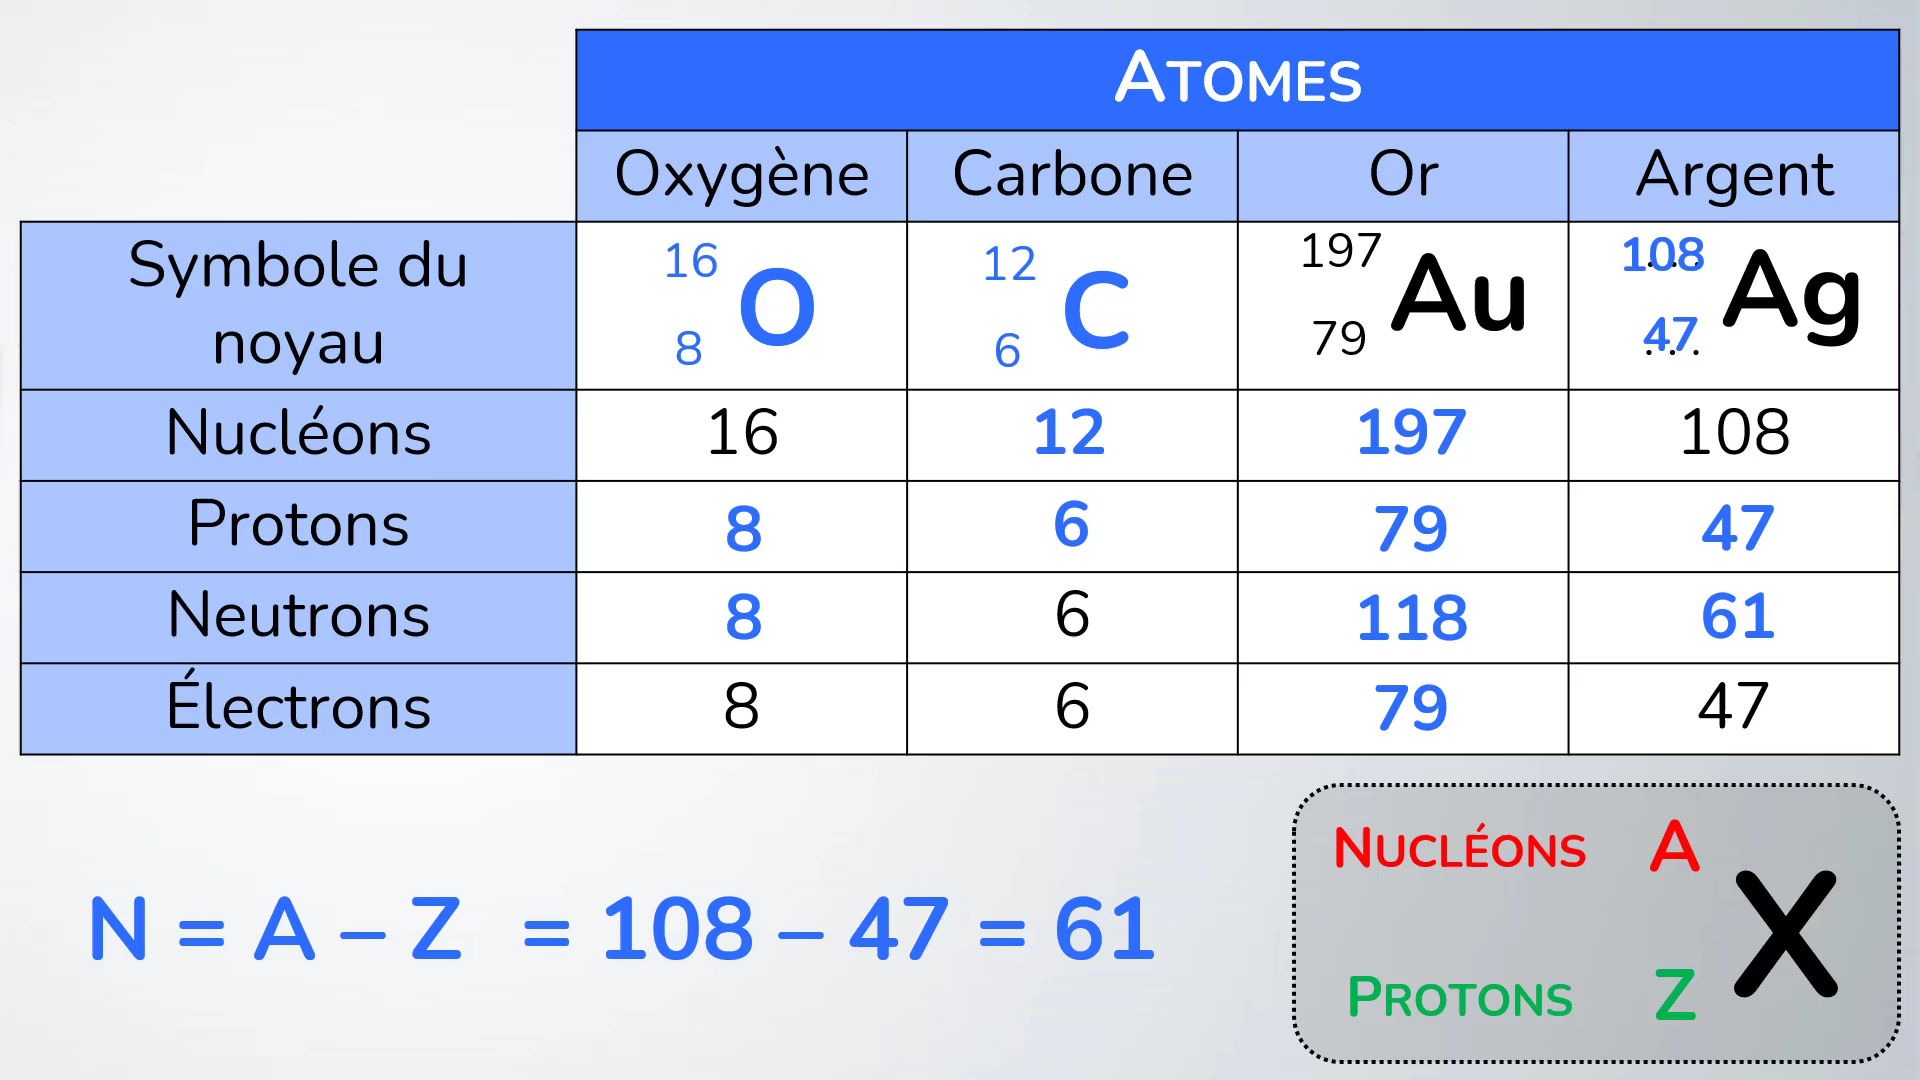 ATOMES
Oxygène Carbone Or Argent
Symbole du noyau
16 8 O
12 6 C
197 79 Au
108 47 Ag
Nucléons 16 12 197 108
Protons 8 6 79 47
Neutrons 8 6 118 61
Électrons 8 6 79 47
N = A – Z = 108 – 47 = 61
NUCLÉONS A
X
PROTONS Z